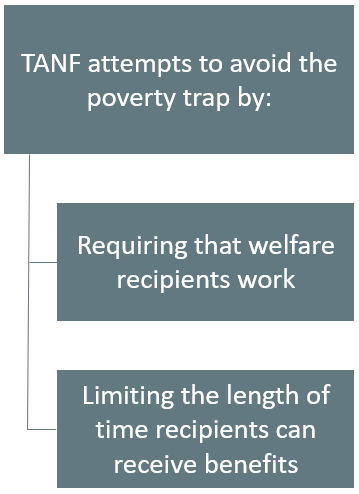 TANF attempts to avoid the
poverty trap by:
Requiring that welfare
recipients work
Limiting the length of
time recipients can
receive benefits